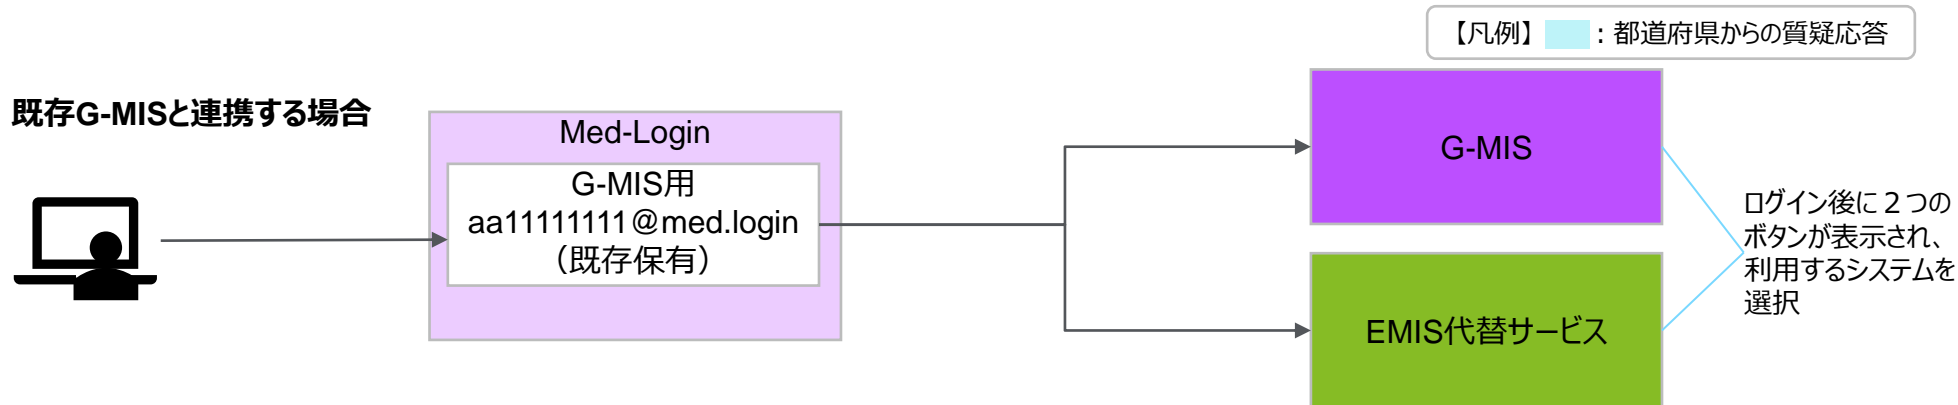 【凡例】 ：都道府県からの質疑応答
既存G-MISと連携する場合
Med-Login
G-MIS用
aa11111111@med.login
（既存保有）
G-MIS
EMIS代替サービス
ログイン後に２つの
ボタンが表示され、
利用するシステムを
選択